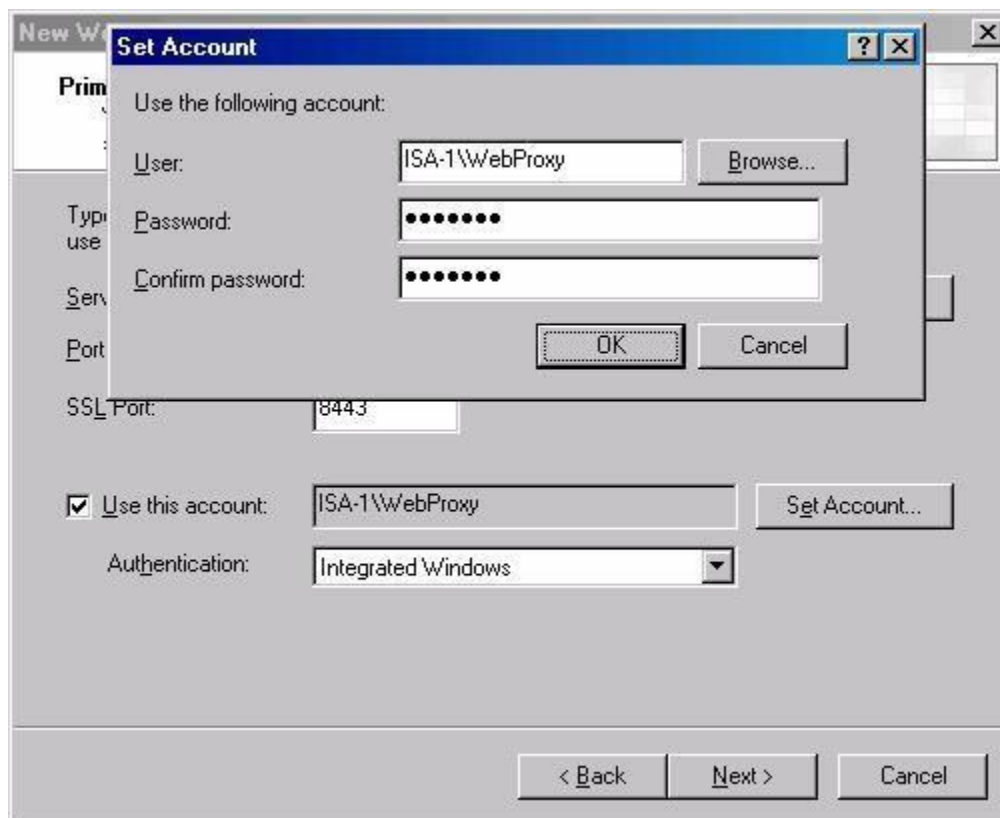 New We
Set Account
Prim
Use the following account:
User:
ISA-1\WebProxy
Browse...
Type
use
Password:
•••••••
Confirm password:
•••••••
Serv
Port
OK
Cancel
SSL Port:
8443
Use this account:
ISA-1\WebProxy
Set Account...
Authentication:
Integrated Windows
< Back
Next >
Cancel